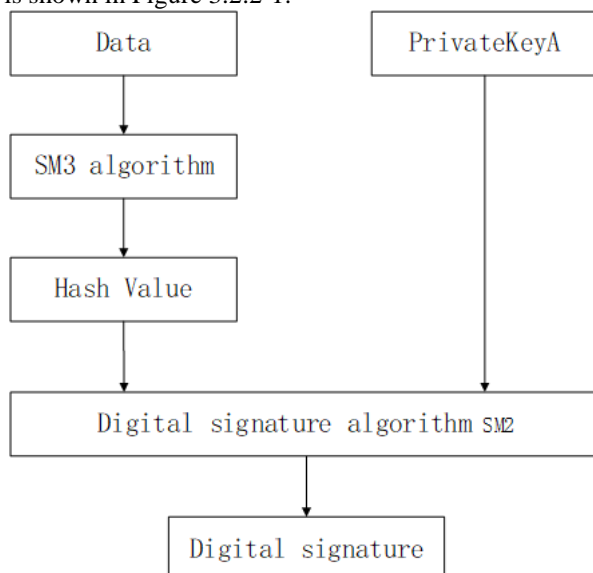 is shown in Figure 3.2.2-1.
Data
PrivateKeyA
SM3 algorithm
Hash Value
Digital signature algorithm SM2
Digital signature